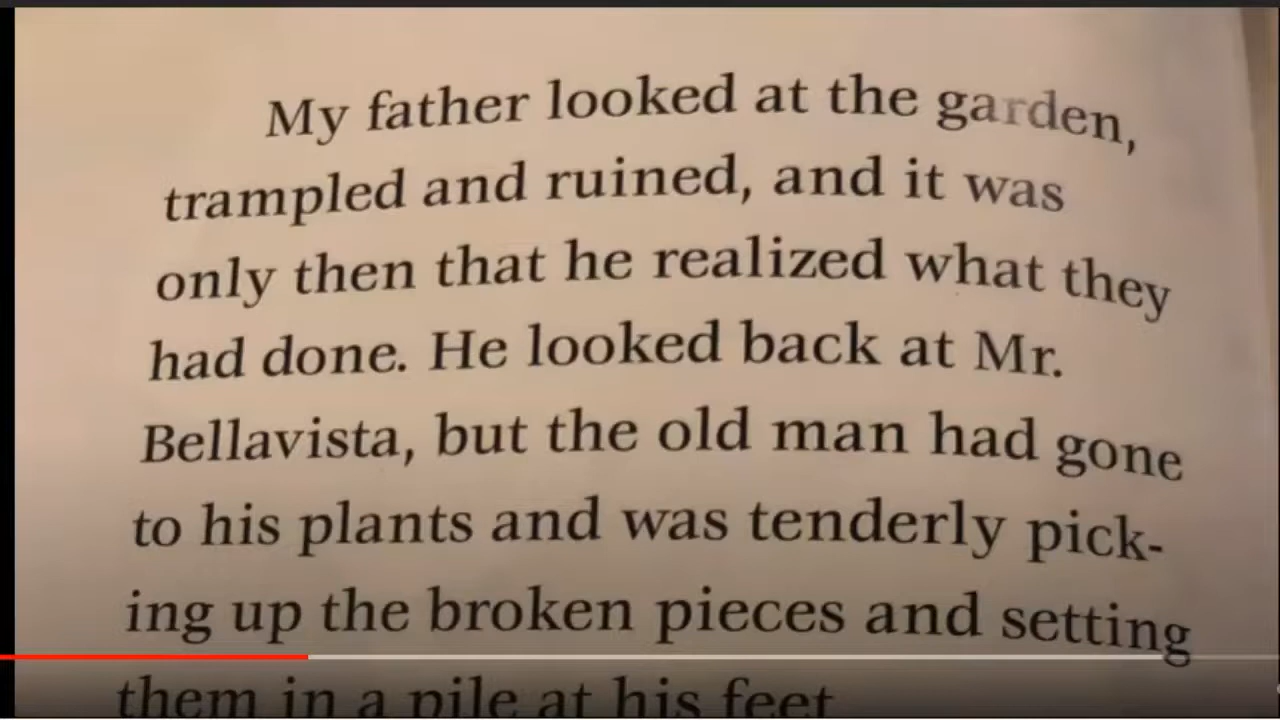 My father looked at the garden,
trampled and ruined, and it was
only then that he realized what they
had done. He looked back at Mr.
Bellavista, but the old man had gone
to his plants and was tenderly pick-
ing up the broken pieces and setting
them in a pile at his feet